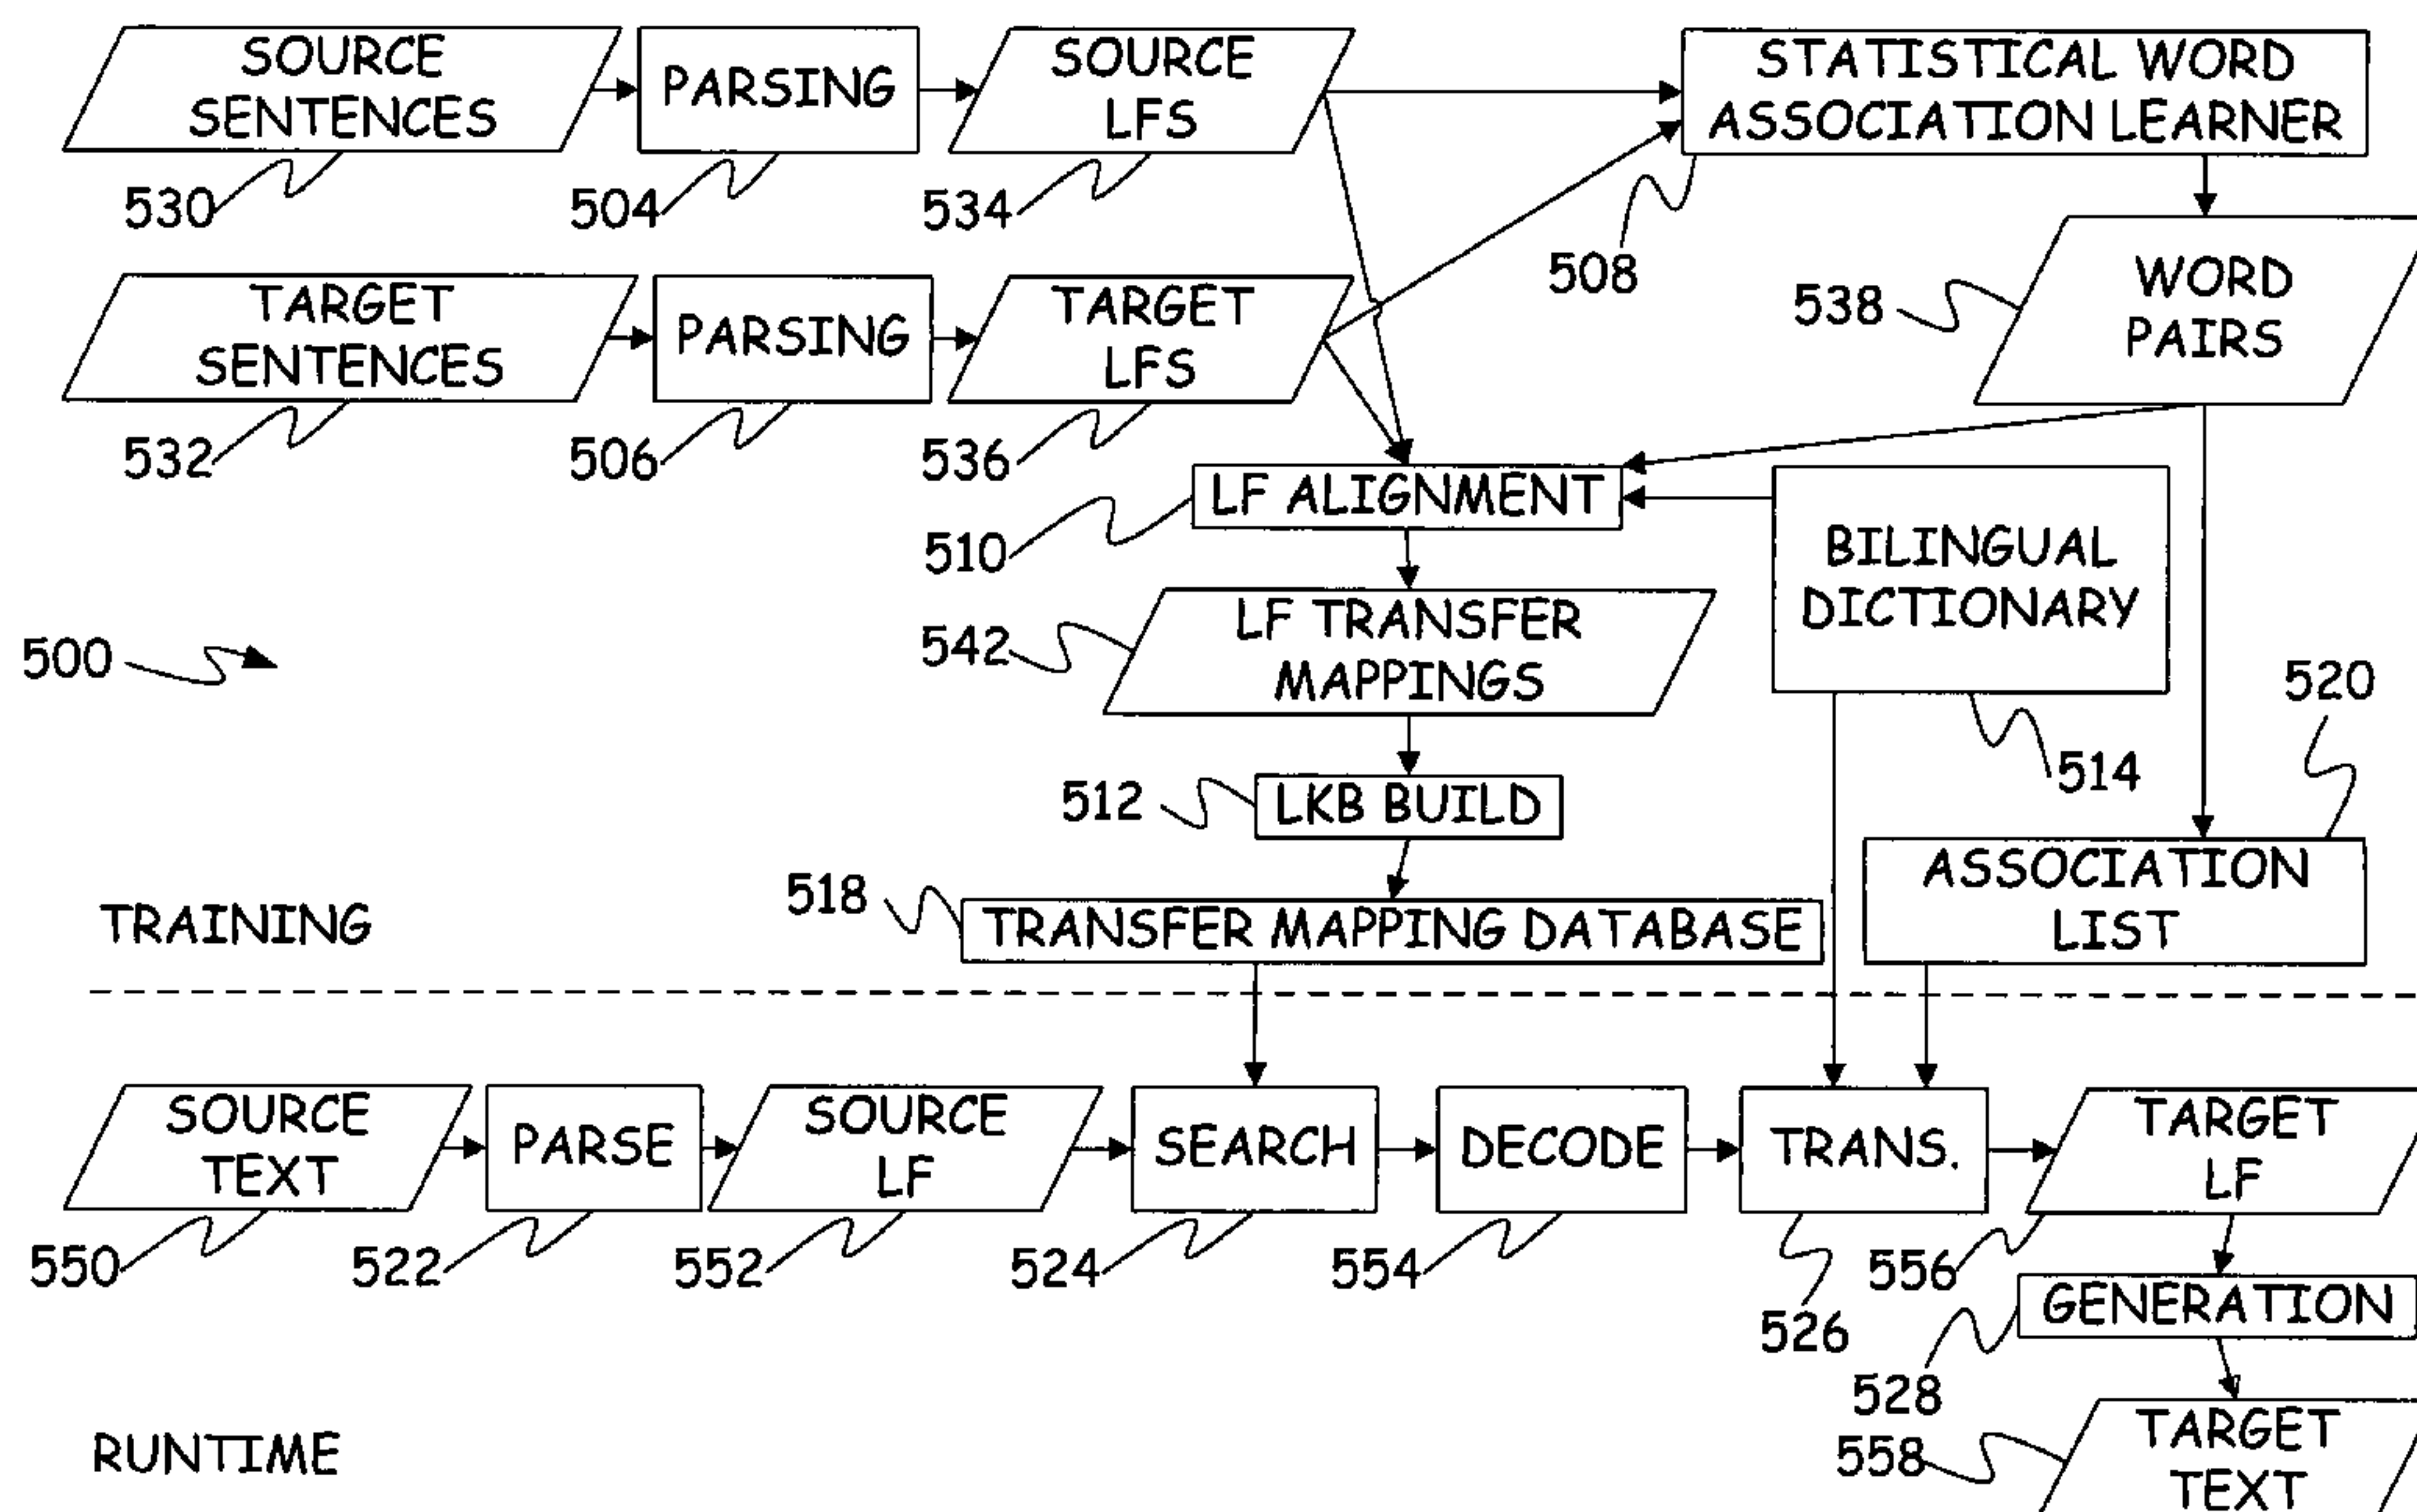 SOURCE
SENTENCES
PARSING
SOURCE
LFS
STATISTICAL WORD
ASSOCIATION LEARNER
530
504
534
508
TARGET
SENTENCES
PARSING
TARGET
LFS
538
WORD
PAIRS
532
506
536
LF ALIGNMENT
510
BILINGUAL
DICTIONARY
LF TRANSFER
MAPPINGS
542
500
520
514
512
LKB BUILD
518
TRANSFER MAPPING DATABASE
ASSOCIATION
LIST
TRAINING
SOURCE
TEXT
PARSE
SOURCE
LF
SEARCH
DECODE
TRANS.
TARGET
LF
550
522
552
524
554
526
556
GENERATION
528
558
TARGET
TEXT
RUNTIME